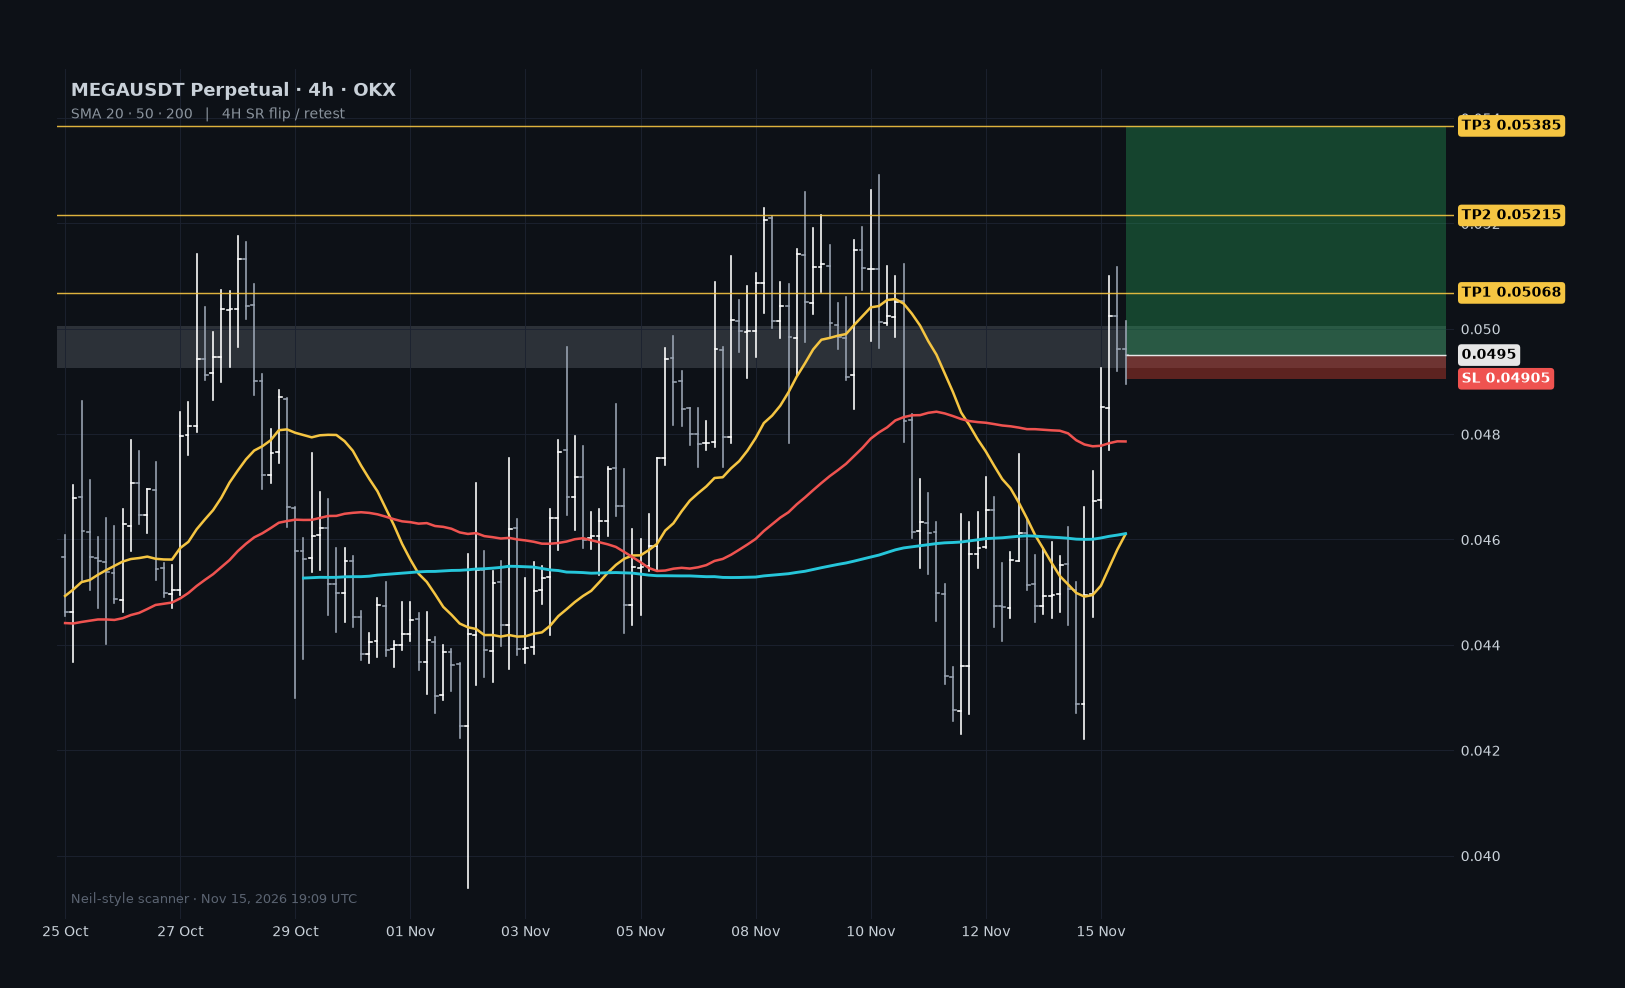 MEGAUSDT Perpetual · 4h · OKX
SMA 20 · 50 · 200 | 4H SR flip / retest
TP3 0.05385
TP2 0.05215
TP1 0.05068
0.050
0.0495
SL 0.04905
0.048
0.046
0.044
0.042
0.040
Neil-style scanner · Nov 15, 2026 19:09 UTC
25 Oct
27 Oct
29 Oct
01 Nov
03 Nov
05 Nov
08 Nov
10 Nov
12 Nov
15 Nov